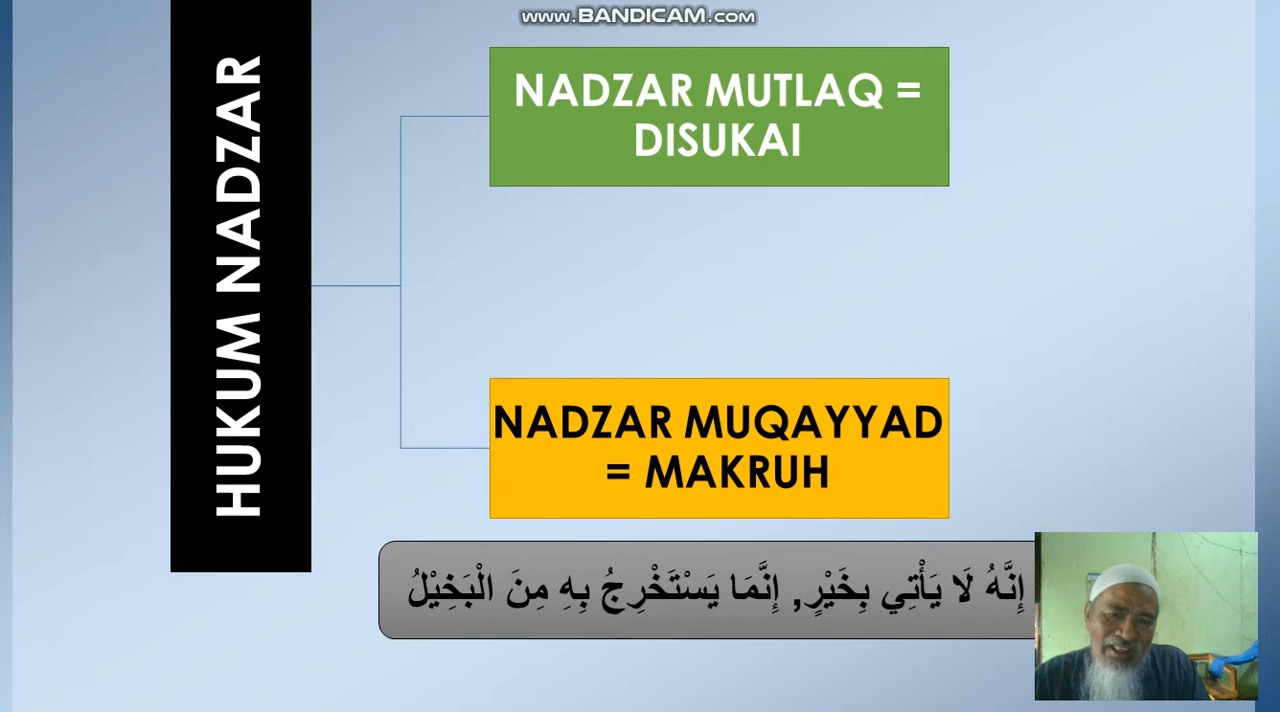 www.BANDICAM.com
HUKUM NADZAR
NADZAR MUTLAQ =
DISUKAI
NADZAR MUQAYYAD
= MAKRUH
إِنَّهُ لَا يَأْتِي بِخَيْرٍ, إِنَّمَا يَسْتَخْرِجُ بِهِ مِنَ الْبَخِيْلُ